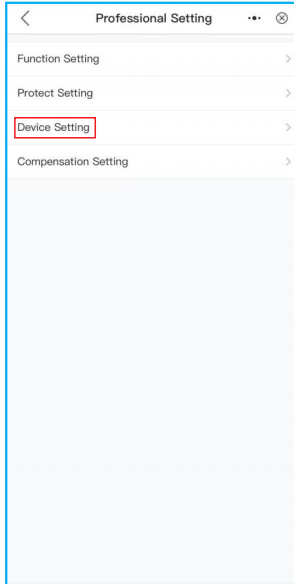 Professional Setting
Function Setting
Protect Setting
Device Setting
Compensation Setting